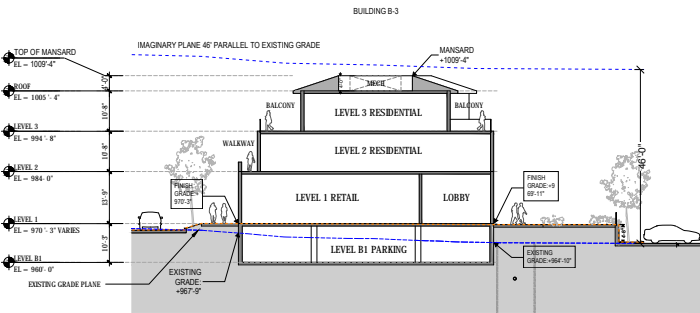 BUILDING B-3
IMAGINARY PLANE 46' PARALLEL TO EXISTING GRADE
TOP OF MANSARD
EL = 1009'-4"
MANSARD
+1009'-4"
ROOF
EL = 1005'- 4"
MECH
BALCONY
BALCONY
10'-8"
LEVEL 3 RESIDENTIAL
LEVEL 3
EL = 994'- 8"
10'-8"
WALKWAY
LEVEL 2 RESIDENTIAL
46'-0"
LEVEL 2
EL = 984- 0"
FINISH
GRADE:
970'-3"
FINISH
GRADE:+9
69'-11"
13'-9"
LEVEL 1 RETAIL
LOBBY
LEVEL 1
EL = 970'- 3" VARIES
10'-3"
LEVEL B1 PARKING
EXISTING
GRADE:+964'-10"
LEVEL B1
EL = 960'- 0"
EXISTING
GRADE:
+967'-9"
EXISTING GRADE PLANE